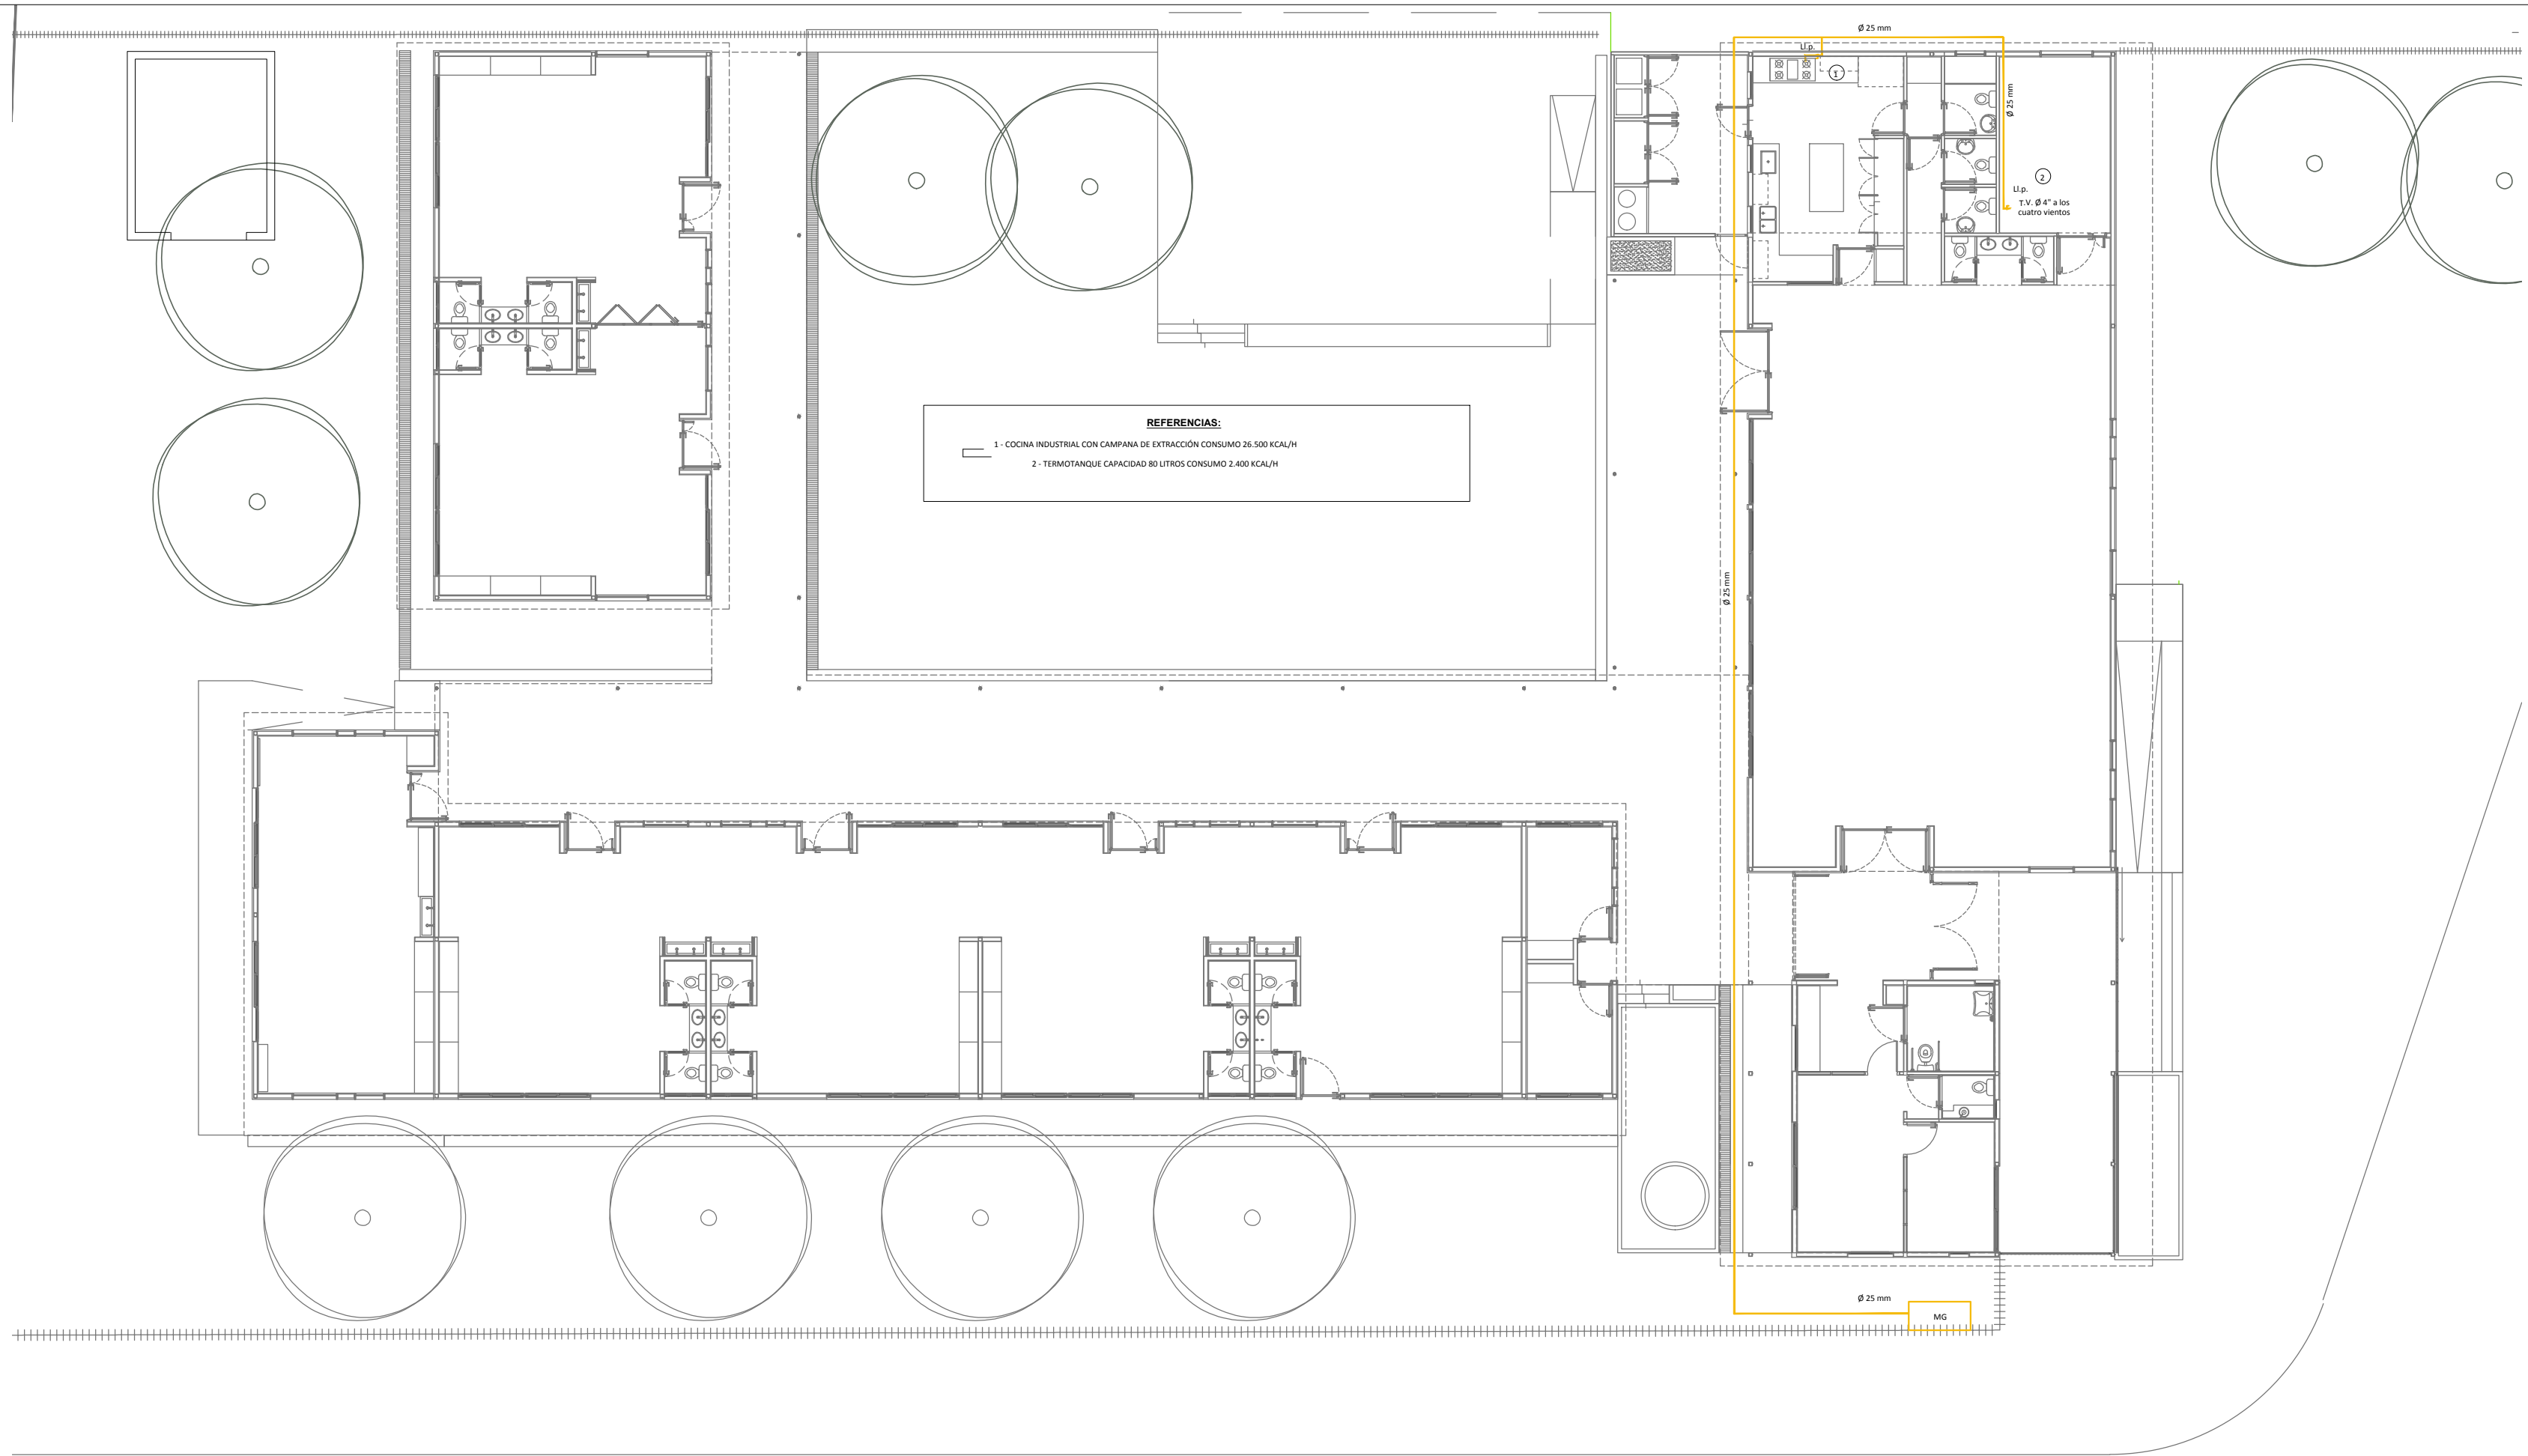 Ø 25 mm
Ll.p.
1
Ø 25 mm
2
Ll.p.
T.V. Ø 4" a los
cuatro vientos
REFERENCIAS:
1 - COCINA INDUSTRIAL CON CAMPANA DE EXTRACCIÓN CONSUMO 26.500 KCAL/H
2 - TERMOTANQUE CAPACIDAD 80 LITROS CONSUMO 2.400 KCAL/H
Ø 25 mm
Ø 25 mm
MG